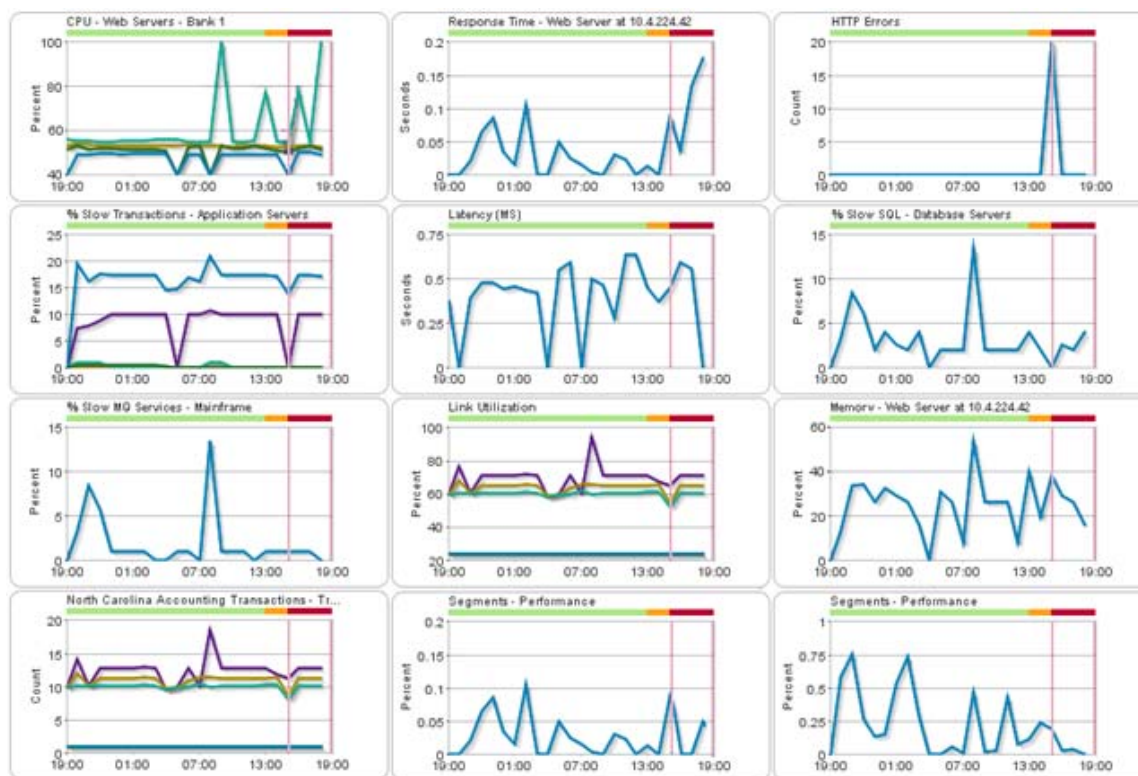 CPU - Web Servers - Bank 1
Percent
100
80
60
40
19:00 01:00 07:00 13:00 19:00
Response Time - Web Server at 10.4.224.42
Seconds
0.2
0.15
0.1
0.05
0
19:00 01:00 07:00 13:00 19:00
HTTP Errors
Count
20
15
10
5
0
19:00 01:00 07:00 13:00 19:00
% Slow Transactions - Application Servers
Percent
25
20
15
10
5
0
19:00 01:00 07:00 13:00 19:00
Latency (MS)
Seconds
0.75
0.5
0.25
0
19:00 01:00 07:00 13:00 19:00
% Slow SQL - Database Servers
Percent
15
10
5
0
19:00 01:00 07:00 13:00 19:00
% Slow MQ Services - Mainframe
Percent
15
10
5
0
19:00 01:00 07:00 13:00 19:00
Link Utilization
Percent
100
80
60
40
20
19:00 01:00 07:00 13:00 19:00
Memory - Web Server at 10.4.224.42
Percent
60
40
20
0
19:00 01:00 07:00 13:00 19:00
North Carolina Accounting Transactions - Tr...
Count
20
15
10
5
0
19:00 01:00 07:00 13:00 19:00
Segments - Performance
Percent
0.2
0.15
0.1
0.05
0
19:00 01:00 07:00 13:00 19:00
Segments - Performance
Percent
1
0.75
0.5
0.25
0
19:00 01:00 07:00 13:00 19:00